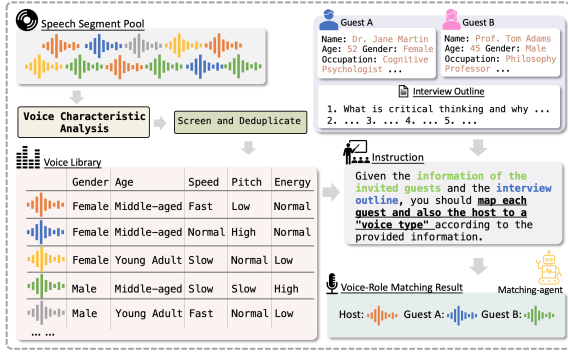 Speech Segment Pool
Voice Characteristic
Analysis
Screen and Deduplicate
Voice Library
Gender Age Speed Pitch Energy
Female Middle-aged Fast Low Normal
Female Middle-aged Normal High Normal
Female Young Adult Slow Normal Low
Male Middle-aged Slow Slow High
Male Young Adult Fast Normal Low
... ...
Guest A
Name: Dr. Jane Martin
Age: 52 Gender: Female
Occupation: Cognitive
Psychologist ...
Guest B
Name: Prof. Tom Adams
Age: 45 Gender: Male
Occupation: Philosophy
Professor ...
Interview Outline
1. What is critical thinking and why ...
2. ... 3. ... 4. ... 5. ...
Instruction
Given the information of the
invited guests and the interview
outline, you should map each
guest and also the host to a
"voice type" according to the
provided information.
Matching-agent
Voice-Role Matching Result
Host: Guest A: Guest B: